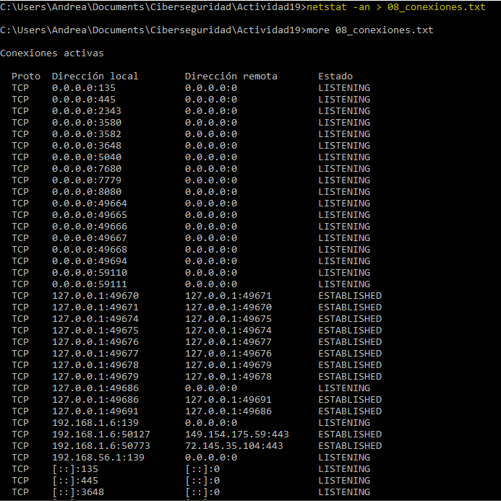 C:\Users\Andrea\Documents\Ciberseguridad\Actividad19>netstat -an > 08_conexiones.txt
C:\Users\Andrea\Documents\Ciberseguridad\Actividad19>more 08_conexiones.txt
Conexiones activas
Proto  Dirección local        Dirección remota       Estado
TCP    0.0.0.0:135            0.0.0.0:0              LISTENING
TCP    0.0.0.0:445            0.0.0.0:0              LISTENING
TCP    0.0.0.0:2343           0.0.0.0:0              LISTENING
TCP    0.0.0.0:3580           0.0.0.0:0              LISTENING
TCP    0.0.0.0:3582           0.0.0.0:0              LISTENING
TCP    0.0.0.0:3648           0.0.0.0:0              LISTENING
TCP    0.0.0.0:5040           0.0.0.0:0              LISTENING
TCP    0.0.0.0:7680           0.0.0.0:0              LISTENING
TCP    0.0.0.0:7779           0.0.0.0:0              LISTENING
TCP    0.0.0.0:8080           0.0.0.0:0              LISTENING
TCP    0.0.0.0:49664          0.0.0.0:0              LISTENING
TCP    0.0.0.0:49665          0.0.0.0:0              LISTENING
TCP    0.0.0.0:49666          0.0.0.0:0              LISTENING
TCP    0.0.0.0:49667          0.0.0.0:0              LISTENING
TCP    0.0.0.0:49668          0.0.0.0:0              LISTENING
TCP    0.0.0.0:49694          0.0.0.0:0              LISTENING
TCP    0.0.0.0:59110          0.0.0.0:0              LISTENING
TCP    0.0.0.0:59111          0.0.0.0:0              LISTENING
TCP    127.0.0.1:49670        127.0.0.1:49671        ESTABLISHED
TCP    127.0.0.1:49671        127.0.0.1:49670        ESTABLISHED
TCP    127.0.0.1:49674        127.0.0.1:49675        ESTABLISHED
TCP    127.0.0.1:49675        127.0.0.1:49674        ESTABLISHED
TCP    127.0.0.1:49676        127.0.0.1:49677        ESTABLISHED
TCP    127.0.0.1:49677        127.0.0.1:49676        ESTABLISHED
TCP    127.0.0.1:49678        127.0.0.1:49679        ESTABLISHED
TCP    127.0.0.1:49679        127.0.0.1:49678        ESTABLISHED
TCP    127.0.0.1:49686        0.0.0.0:0              LISTENING
TCP    127.0.0.1:49686        127.0.0.1:49691        ESTABLISHED
TCP    127.0.0.1:49691        127.0.0.1:49686        ESTABLISHED
TCP    192.168.1.6:139        0.0.0.0:0              LISTENING
TCP    192.168.1.6:50127      149.154.175.59:443     ESTABLISHED
TCP    192.168.1.6:50773      72.145.35.104:443      ESTABLISHED
TCP    192.168.56.1:139       0.0.0.0:0              LISTENING
TCP    [::]:135               [::]:0                 LISTENING
TCP    [::]:445               [::]:0                 LISTENING
TCP    [::]:3648              [::]:0                 LISTENING